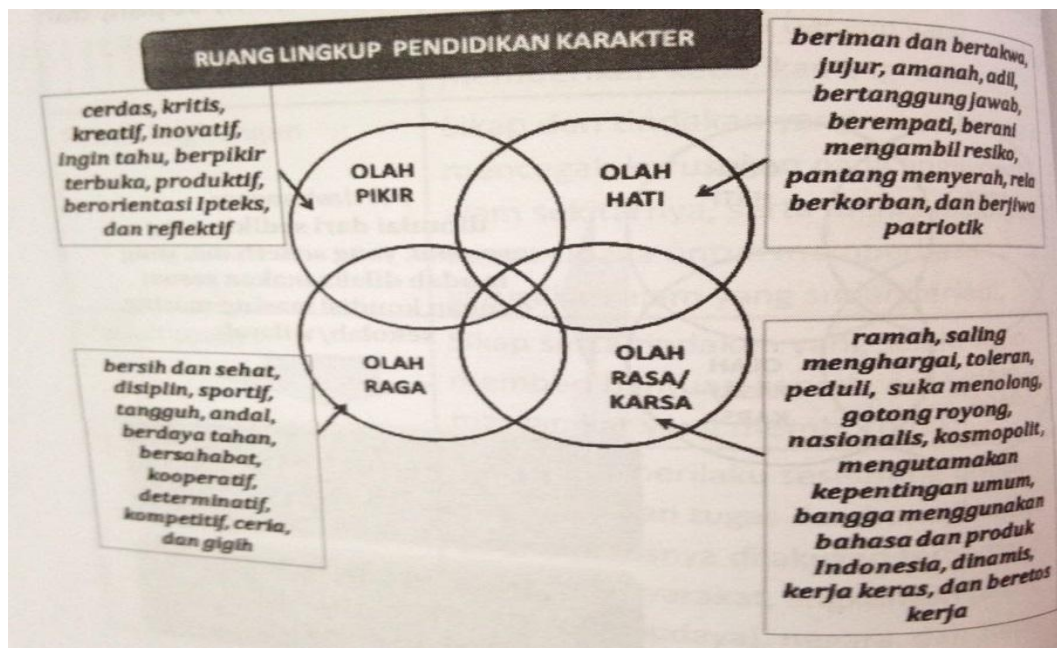 RUANG LINGKUP PENDIDIKAN KARAKTER
cerdas, kritis,
kreatif, inovatif,
ingin tahu, berpikir
terbuka, produktif,
berorientasi Ipteks,
dan reflektif
OLAH
PIKIR
OLAH
HATI
beriman dan bertakwa,
jujur, amanah, adil,
bertanggung jawab,
berempati, berani
mengambil resiko,
pantang menyerah, rela
berkorban, dan berjiwa
patriotik
bersih dan sehat,
disiplin, sportif,
tangguh, andal,
berdaya tahan,
bersahabat,
kooperatif,
determinatif,
kompetitif, ceria,
dan gigih
OLAH
RAGA
OLAH
RASA/
KARSA
ramah, saling
menghargai, toleran,
peduli, suka menolong,
gotong royong,
nasionalis, kosmopolit,
mengutamakan
kepentingan umum,
bangga menggunakan
bahasa dan produk
Indonesia, dinamis,
kerja keras, dan beretos
kerja